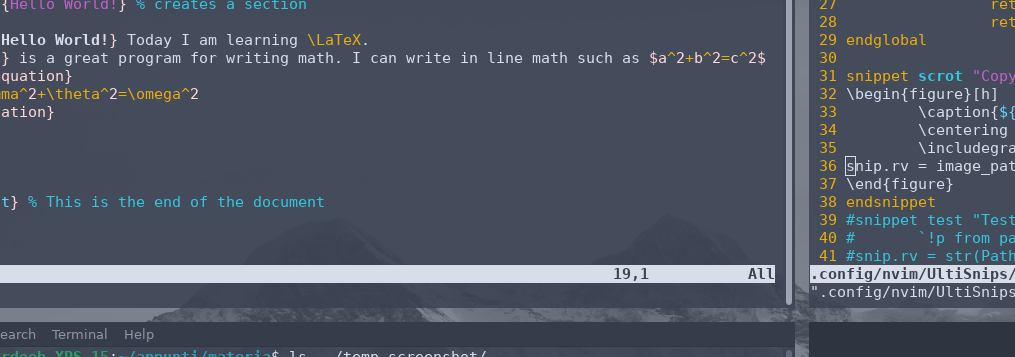 {Hello World!} % creates a section
Hello World!} Today I am learning \LaTeX.
} is a great program for writing math. I can write in line math such as $a^2+b^2=c^2$
quation}
ma^2+\theta^2=\omega^2
ation}
t} % This is the end of the document
19,1 All
27 ret
28 ret
29 endglobal
30
31 snippet scrot "Copy
32 \begin{figure}[h]
33 \caption{${
34 \centering
35 \includegra
36 snip.rv = image_pat
37 \end{figure}
38 endsnippet
39 #snippet test "Test
40 # `!p from pa
41 #snip.rv = str(Path
.config/nvim/UltiSnips/
".config/nvim/UltiSnips
earch Terminal Help